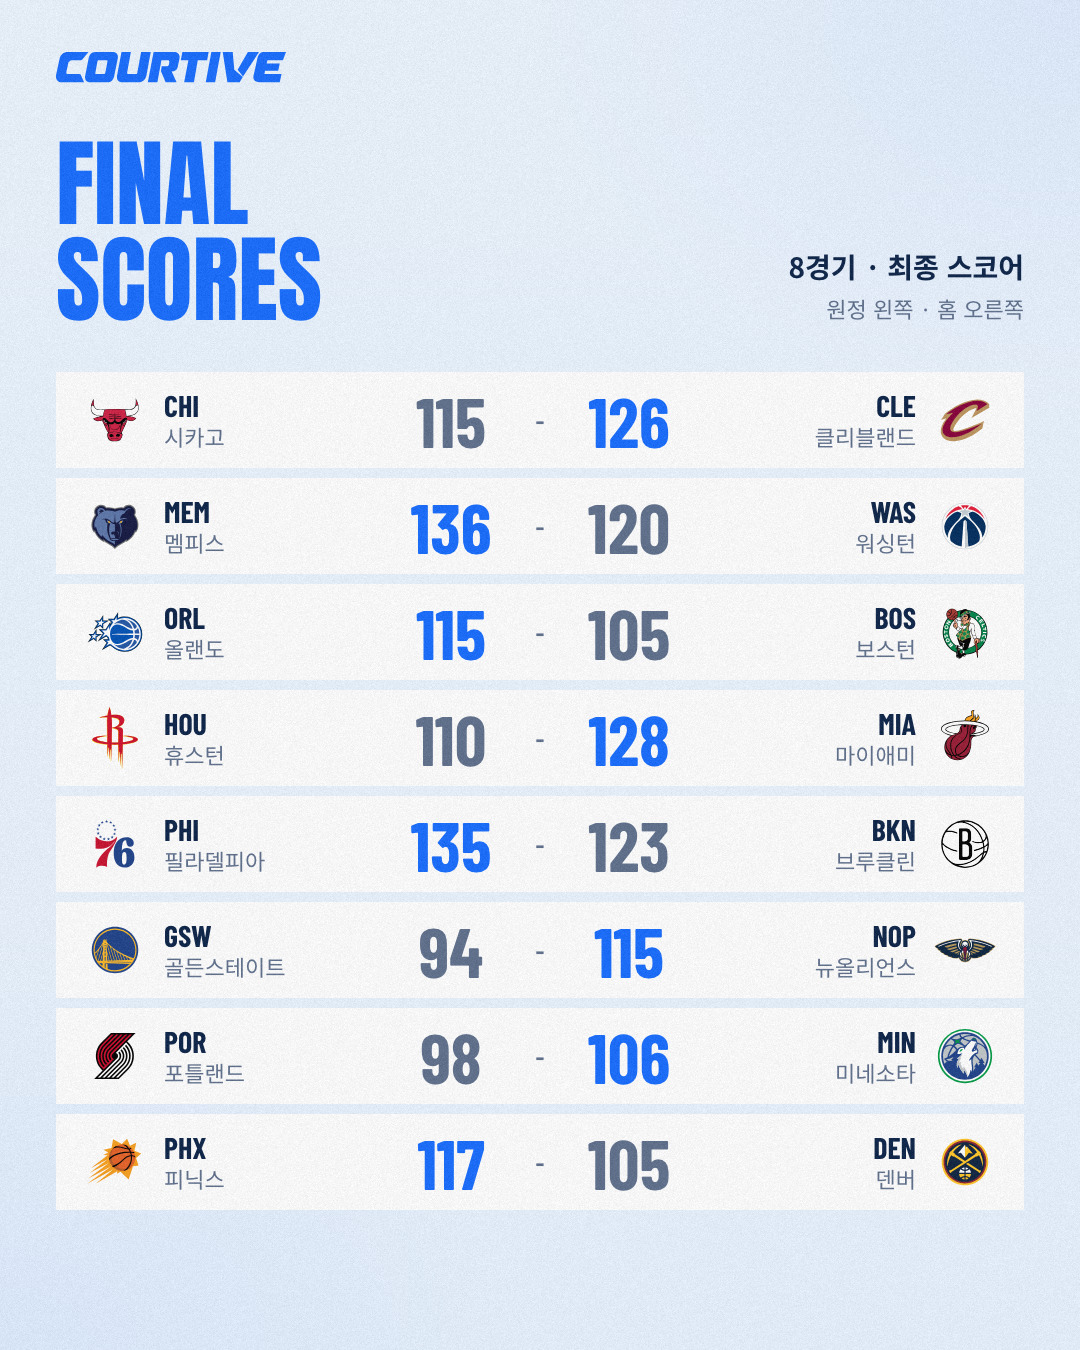 COURTIVE
FINAL
SCORES
8경기 · 최종 스코어
원정 왼쪽 · 홈 오른쪽
CHI 115 - 126 CLE
시카고 클리블랜드
MEM 136 - 120 WAS
멤피스 워싱턴
ORL 115 - 105 BOS
올랜도 보스턴
HOU 110 - 128 MIA
휴스턴 마이애미
PHI 135 - 123 BKN
필라델피아 브루클린
GSW 94 - 115 NOP
골든스테이트 뉴올리언스
POR 98 - 106 MIN
포틀랜드 미네소타
PHX 117 - 105 DEN
피닉스 덴버